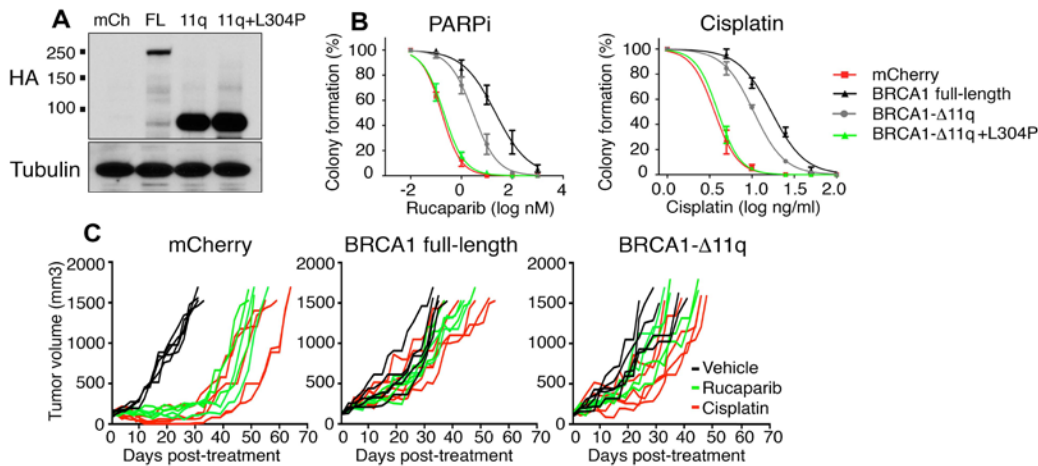 A
mCh FL 11q 11q+L304P
HA
250
150
100
Tubulin
B
PARPi
Colony formation (%)
100
80
60
40
20
0
-2 0 2 4
Rucaparib (log nM)
Cisplatin
Colony formation (%)
100
80
60
40
20
0
0.0 0.5 1.0 1.5 2.0
Cisplatin (log ng/ml)
mCherry
BRCA1 full-length
BRCA1-Δ11q
BRCA1-Δ11q +L304P
C
mCherry
Tumor volume (mm3)
2000
1500
1000
500
0
0 10 20 30 40 50 60 70
Days post-treatment
BRCA1 full-length
2000
1500
1000
500
0
0 10 20 30 40 50 60 70
Days post-treatment
BRCA1-Δ11q
2000
1500
1000
500
0
0 10 20 30 40 50 60 70
Days post-treatment
Vehicle
Rucaparib
Cisplatin